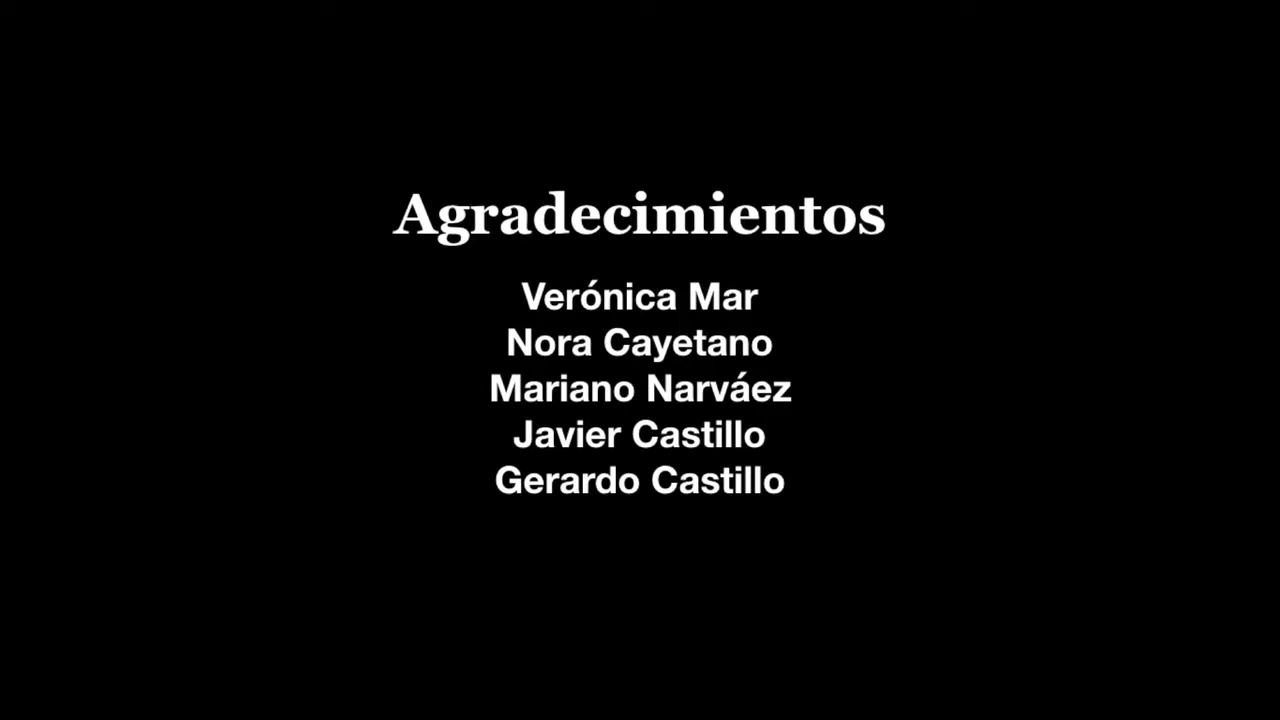 Agradecimientos
Verónica Mar
Nora Cayetano
Mariano Narváez
Javier Castillo
Gerardo Castillo